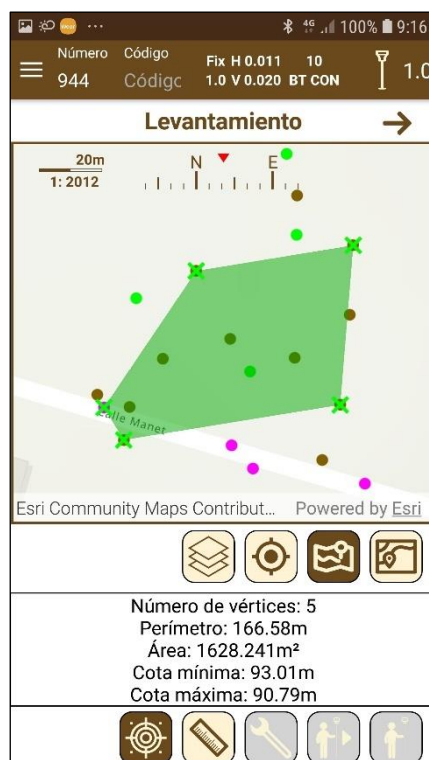 4G 100% 9:16
Número Código
944 Código
Fix H 0.011 10
1.0 V 0.020 BT CON
1.0
Levantamiento
20m
1: 2012
N E
Calle Manet
Esri Community Maps Contribut... Powered by Esri
Número de vértices: 5
Perímetro: 166.58m
Área: 1628.241m²
Cota mínima: 93.01m
Cota máxima: 90.79m